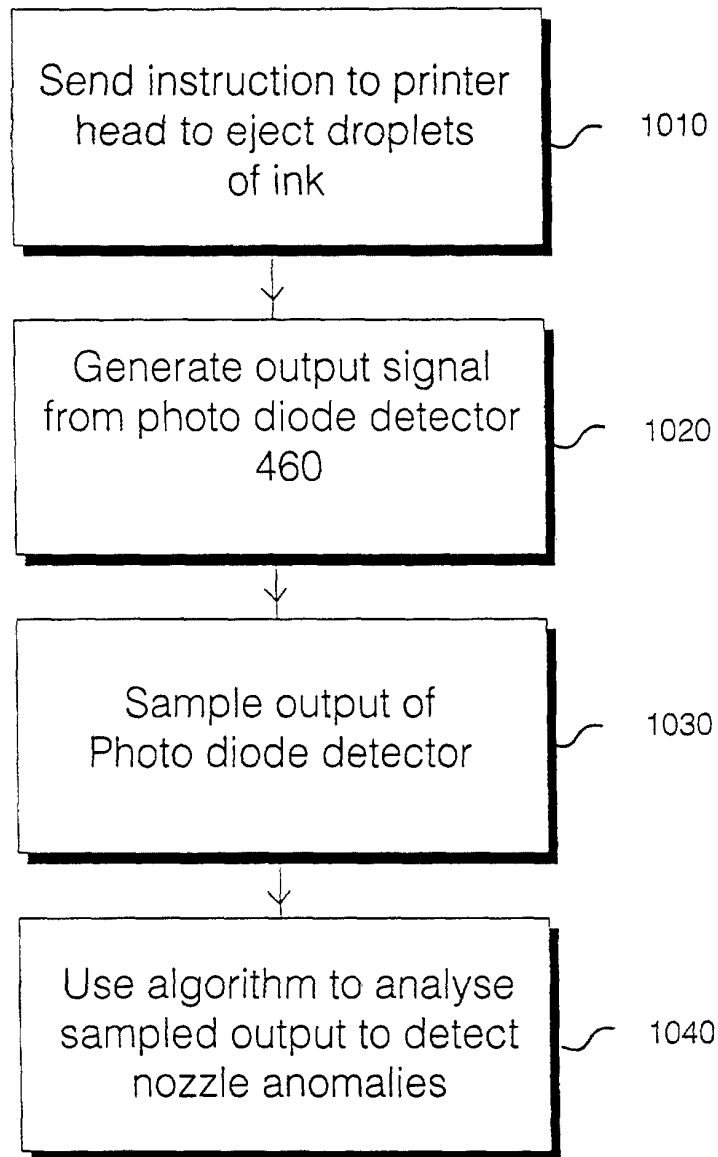 Send instruction to printer
head to eject droplets
of ink
1010
Generate output signal
from photo diode detector
460
1020
Sample output of
Photo diode detector
1030
Use algorithm to analyse
sampled output to detect
nozzle anomalies
1040